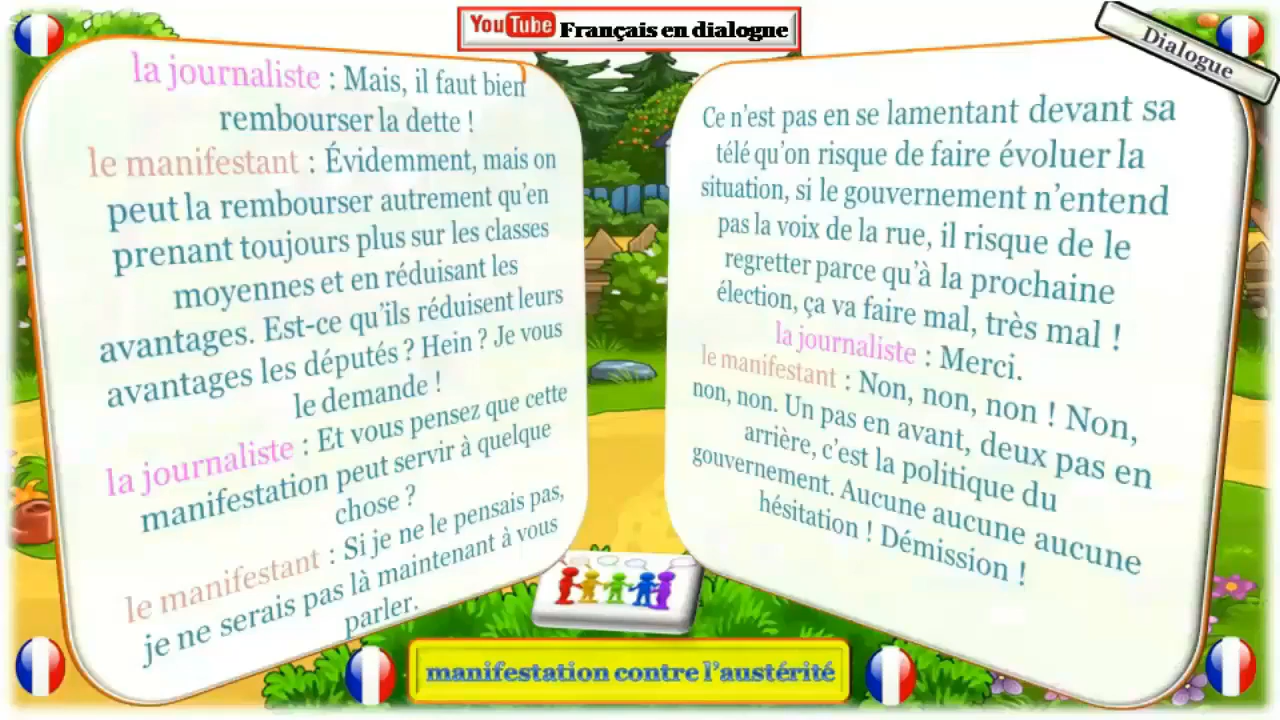 YouTube Français en dialogue
Dialogue
la journaliste : Mais, il faut bien
rembourser la dette !
le manifestant : Évidemment, mais on
peut la rembourser autrement qu'en
prenant toujours plus sur les classes
moyennes et en réduisant les
avantages. Est-ce qu'ils réduisent leurs
avantages les députés ? Hein ? Je vous
le demande !
la journaliste : Et vous pensez que cette
manifestation peut servir à quelque
chose ?
le manifestant : Si je ne le pensais pas,
je ne serais pas là maintenant à vous
parler.
Ce n'est pas en se lamentant devant sa
télé qu'on risque de faire évoluer la
situation, si le gouvernement n'entend
pas la voix de la rue, il risque de le
regretter parce qu'à la prochaine
élection, ça va faire mal, très mal !
la journaliste : Merci.
le manifestant : Non, non, non ! Non,
non, non. Un pas en avant, deux pas en
arrière, c'est la politique du
gouvernement. Aucune aucune aucune
hésitation ! Démission !
manifestation contre l'austérité